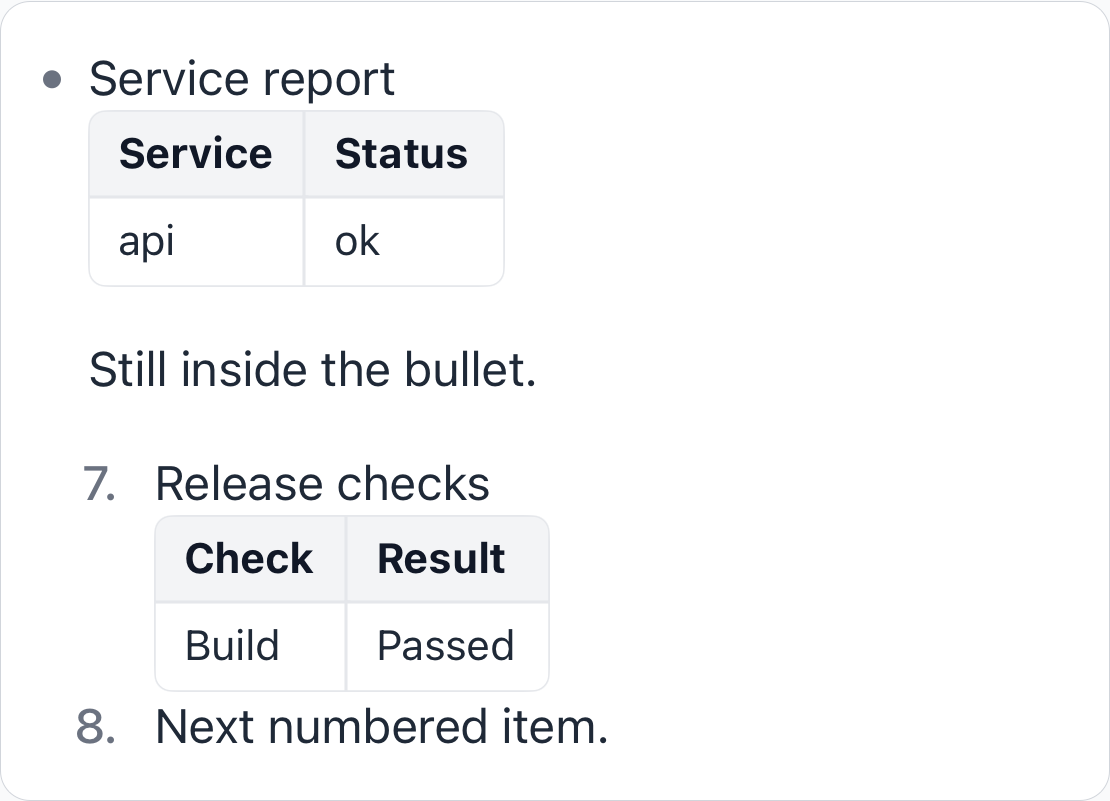 • Service report
Service Status
api ok
Still inside the bullet.
7. Release checks
Check Result
Build Passed
8. Next numbered item.